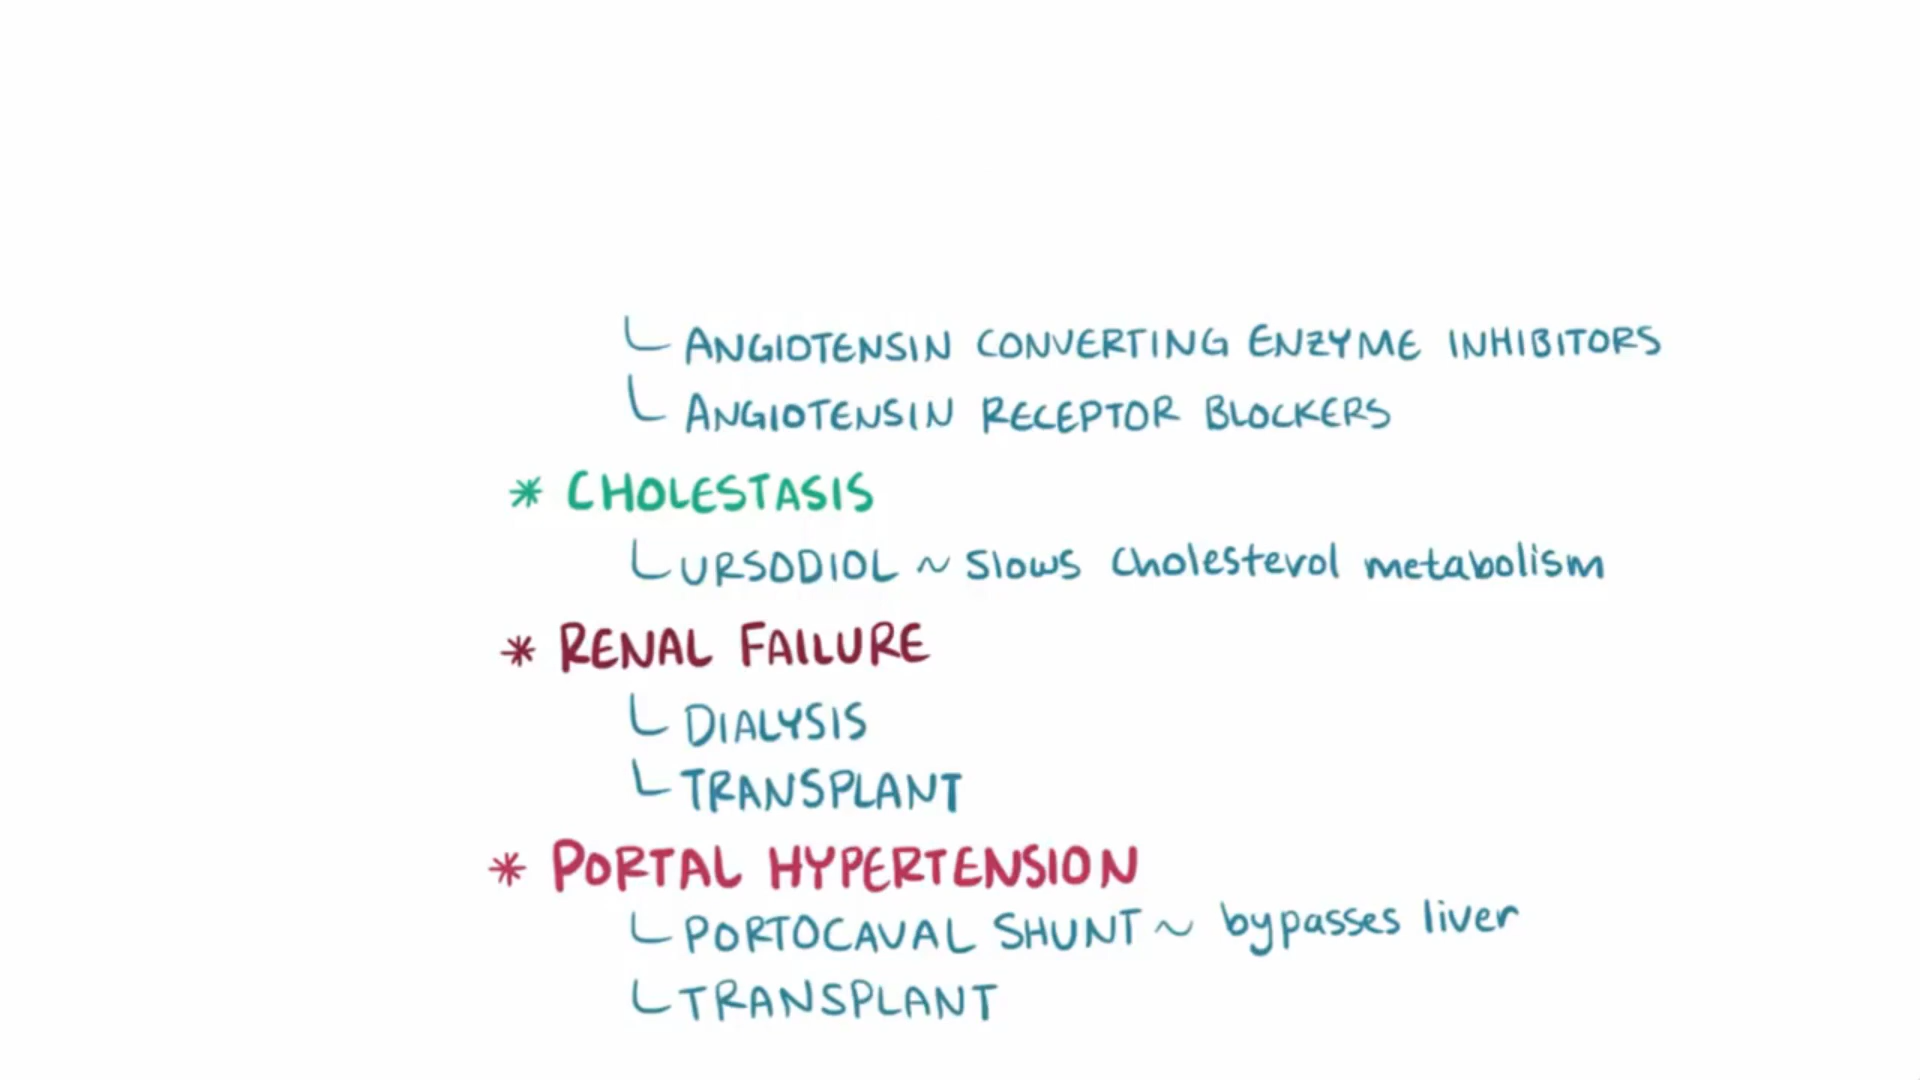 ANGIOTENSIN CONVERTING ENZYME INHIBITORS
ANGIOTENSIN RECEPTOR BLOCKERS
* CHOLESTASIS
URSODIOL ~ slows cholesterol metabolism
* RENAL FAILURE
DIALYSIS
TRANSPLANT
* PORTAL HYPERTENSION
PORTOCAVAL SHUNT ~ bypasses liver
TRANSPLANT